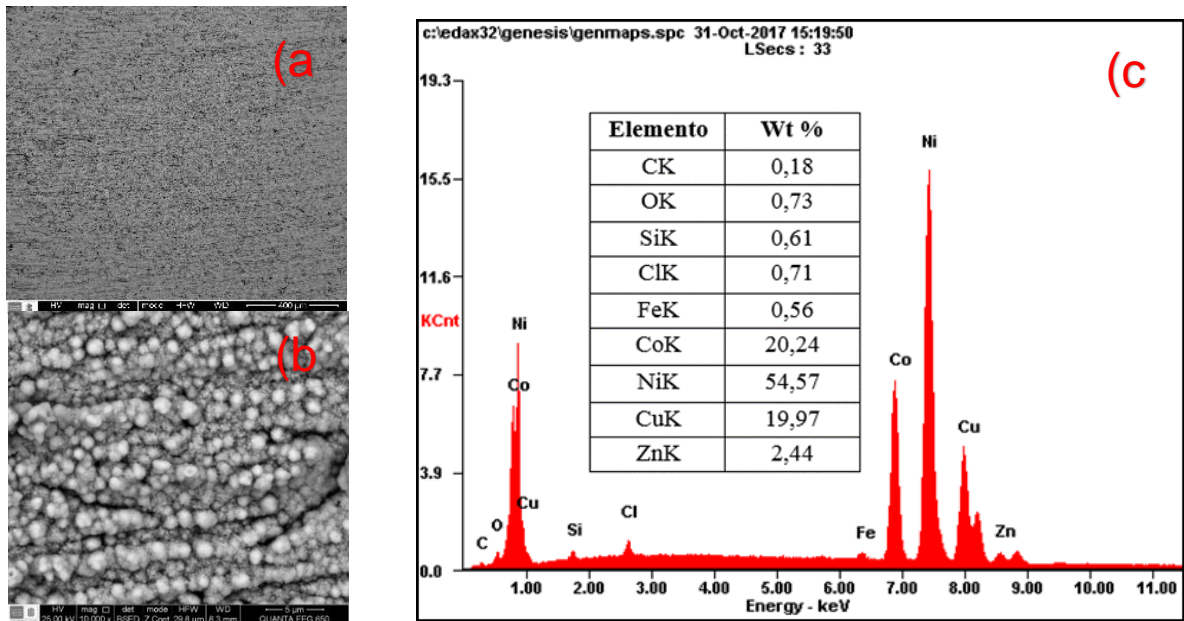 (a
HV mag □ det mode HFW WD 400 µm
(b
HV mag □ det mode HFW WD 5 µm
25.00 kV 10 000 x BSED Z Cont 29.8 µm 8.3 mm QUANTA FEG 650
c:\edax32\genesis\genmaps.spc 31-Oct-2017 15:19:50
LSecs : 33
(c
19.3
15.5
11.6
KCnt
7.7
3.9
0.0
Elemento Wt %
CK 0,18
OK 0,73
SiK 0,61
ClK 0,71
FeK 0,56
CoK 20,24
NiK 54,57
CuK 19,97
ZnK 2,44
C
O
Co
Ni
Cu
Si
Cl
Fe
Co
Ni
Cu
Zn
1.00 2.00 3.00 4.00 5.00 6.00 7.00 8.00 9.00 10.00 11.00
Energy - keV